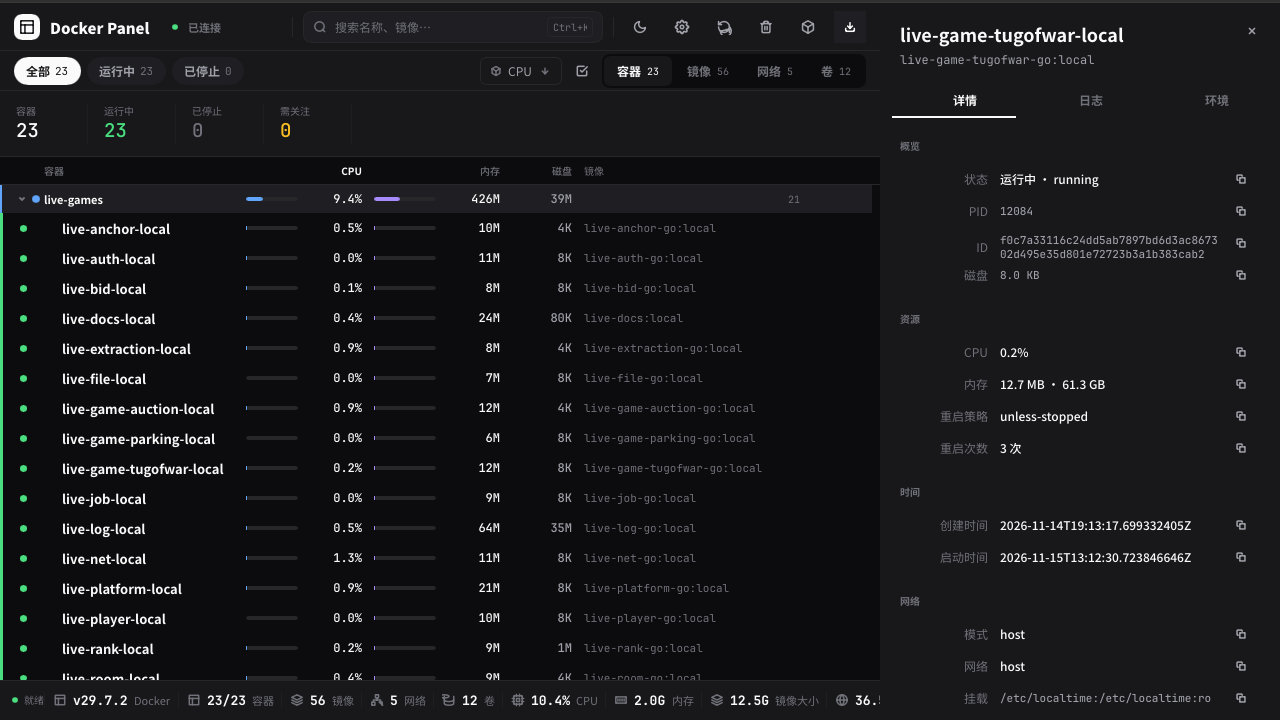 Docker Panel
已连接
搜索名称、镜像…
全部 23
运行中 23
已停止 0
CPU
容器 23
镜像 56
网络 5
卷 12
容器
23
运行中
23
已停止
0
需关注
0
容器 CPU 内存 磁盘 镜像
live-games 9.4% 426M 39M 21
live-anchor-local 0.5% 10M 4K live-anchor-go:local
live-auth-local 0.0% 11M 8K live-auth-go:local
live-bid-local 0.1% 8M 8K live-bid-go:local
live-docs-local 0.4% 24M 80K live-docs:local
live-extraction-local 0.9% 8M 4K live-extraction-go:local
live-file-local 0.0% 7M 8K live-file-go:local
live-game-auction-local 0.9% 12M 4K live-game-auction-go:local
live-game-parking-local 0.0% 6M 8K live-game-parking-go:local
live-game-tugofwar-local 0.2% 12M 8K live-game-tugofwar-go:local
live-job-local 0.0% 9M 8K live-job-go:local
live-log-local 0.5% 64M 35M live-log-go:local
live-net-local 1.3% 11M 8K live-net-go:local
live-platform-local 0.9% 21M 8K live-platform-go:local
live-player-local 0.0% 10M 8K live-player-go:local
live-rank-local 0.2% 9M 1M live-rank-go:local
live-room-local 0.4% 9M 4K live-room-go:local
就绪 v29.7.2 Docker 23/23 容器 56 镜像 5 网络 12 卷 10.4% CPU 2.0G 内存 12.5G 镜像大小
live-game-tugofwar-local
live-game-tugofwar-go:local
详情 日志 环境
概览
状态 运行中 · running
PID 12084
ID f0c7a33116c24dd5ab7897bd6d3ac8673
02d495e35d801e72723b3a1b383cab2
磁盘 8.0 KB
资源
CPU 0.2%
内存 12.7 MB · 61.3 GB
重启策略 unless-stopped
重启次数 3 次
时间
创建时间 2026-11-14T19:13:17.699332405Z
启动时间 2026-11-15T13:12:30.723846646Z
网络
模式 host
网络 host
挂载 /etc/localtime:/etc/localtime:ro